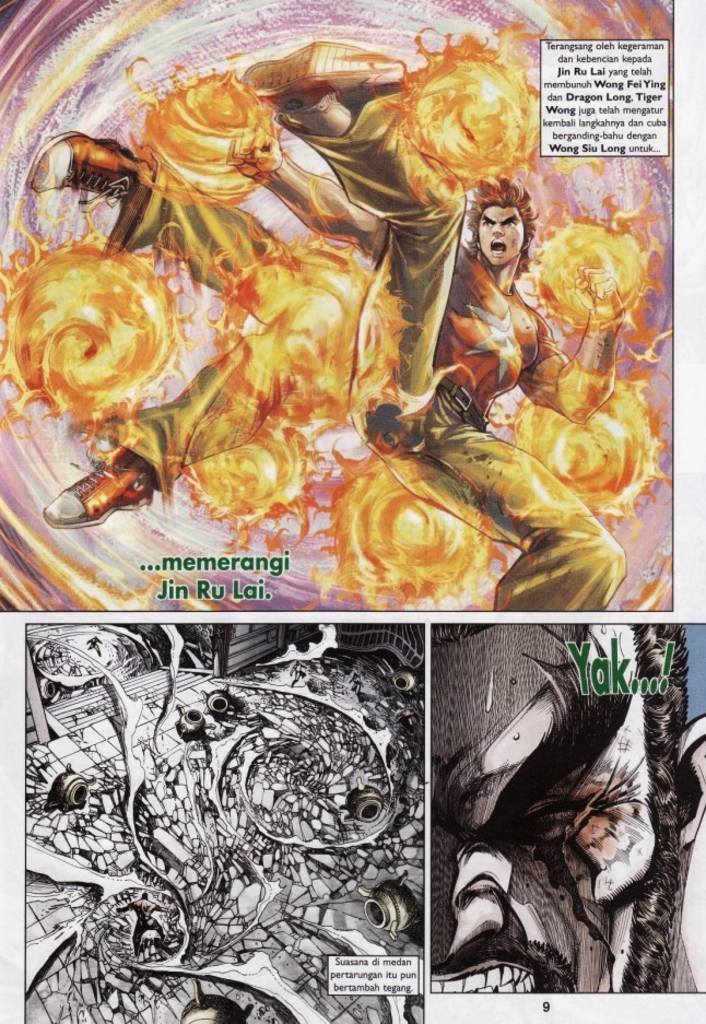 Terangsang oleh kegeraman
dan kebencian kepada
Jin Ru Lai yang telah
membunuh Wong Fei Ying
dan Dragon Long, Tiger
Wong juga telah mengatur
kembali langkahnya dan cuba
berganding-bahu dengan
Wong Siu Long untuk...
...memerangi
Jin Ru Lai.
Yak....!
Suasana di medan
pertarungan itu pun
bertambah tegang.
9